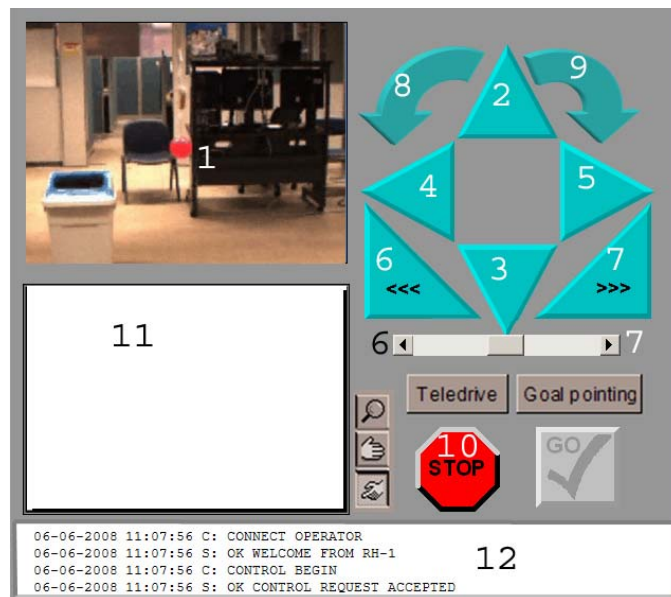 8
9
2
1
4
5
6
<<<
3
7
>>>
11
6
7
Teledrive
Goal pointing
10
STOP
GO
06-06-2008 11:07:56 C: CONNECT OPERATOR
06-06-2008 11:07:56 S: OK WELCOME FROM RH-1
06-06-2008 11:07:56 C: CONTROL BEGIN
06-06-2008 11:07:56 S: OK CONTROL REQUEST ACCEPTED
12